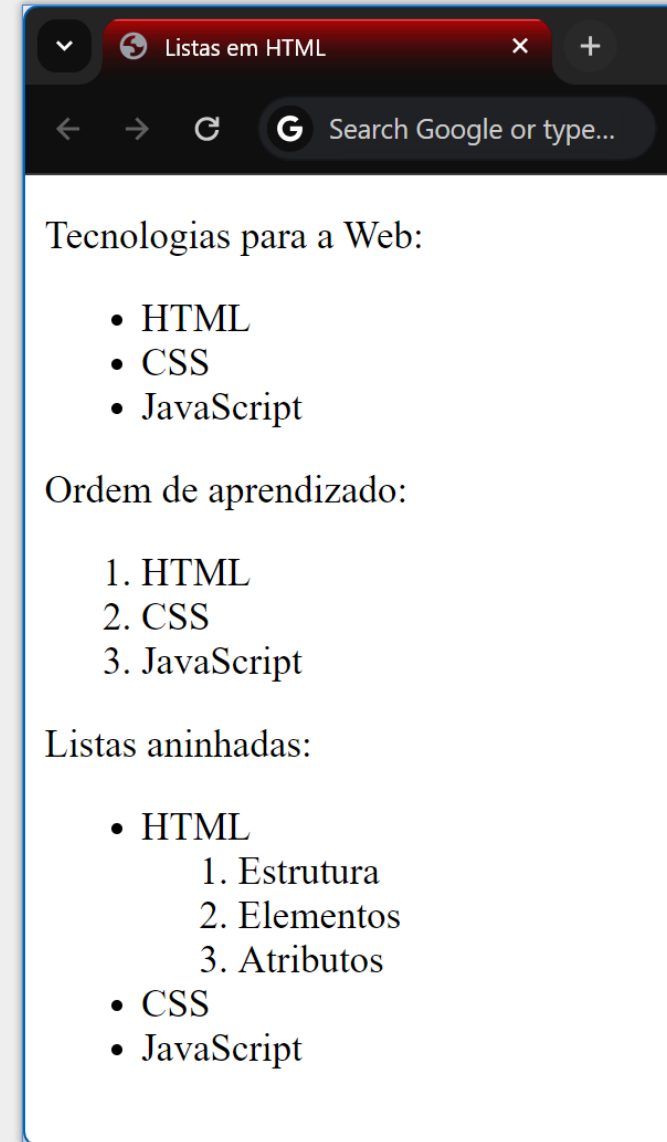 Listas em HTML
Search Google or type...
Tecnologias para a Web:
• HTML
• CSS
• JavaScript
Ordem de aprendizado:
1. HTML
2. CSS
3. JavaScript
Listas aninhadas:
• HTML
1. Estrutura
2. Elementos
3. Atributos
• CSS
• JavaScript